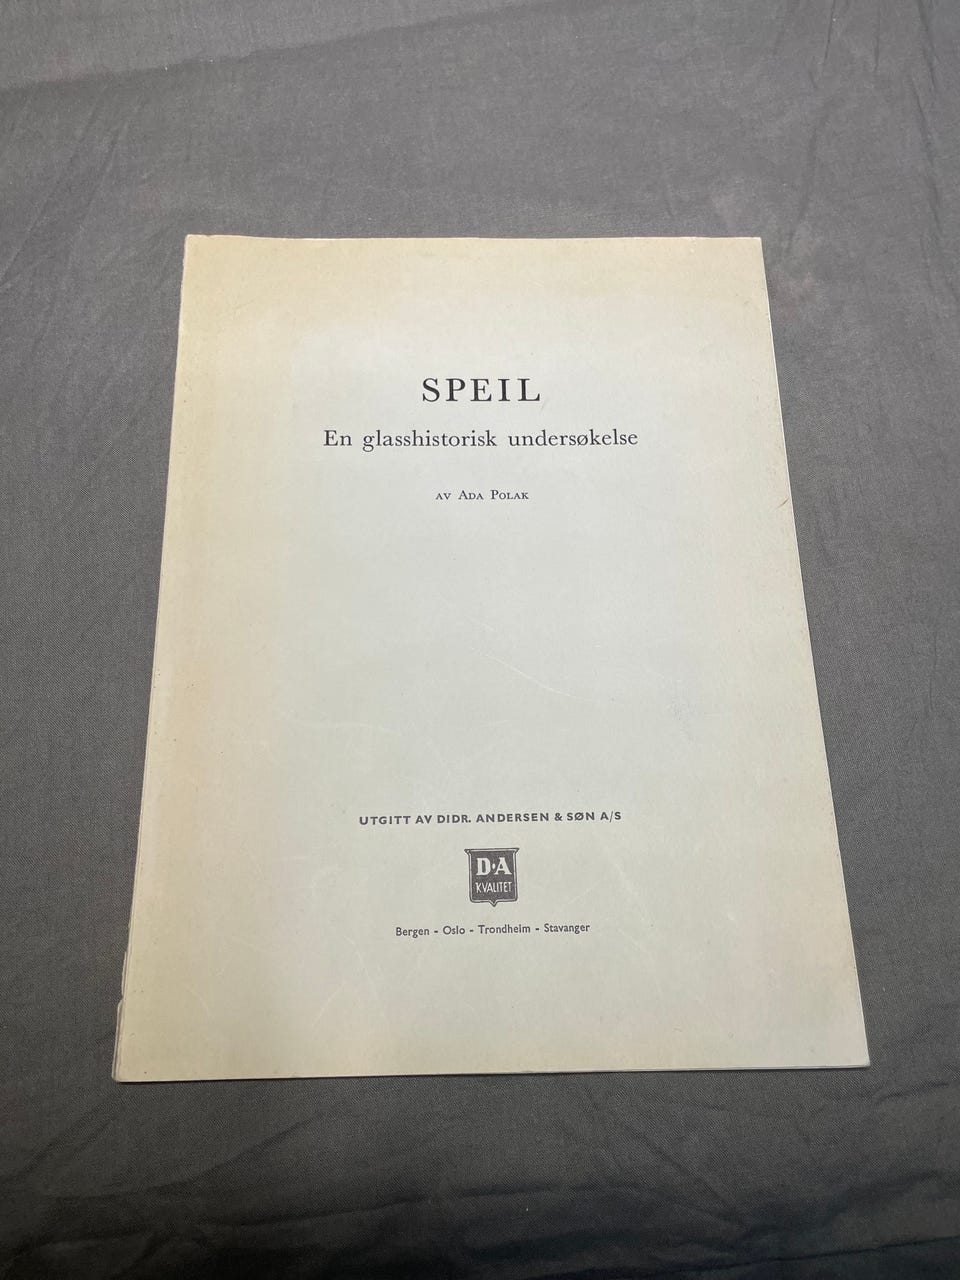 SPEIL
En glasshistorisk undersøkelse
AV ADA POLAK
UTGITT AV DIDR. ANDERSEN & SØN A/S
D·A
KVALITET
Bergen - Oslo - Trondheim - Stavanger